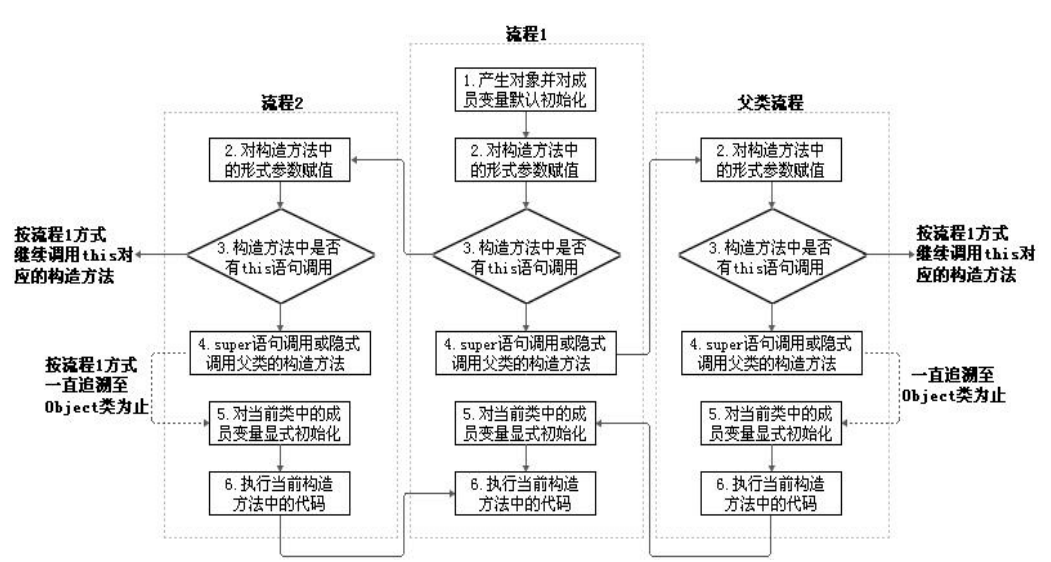 流程1
1.产生对象并对成
员变量默认初始化
2.对构造方法中
的形式参数赋值
3.构造方法中是否
有this语句调用
4.super语句调用或隐式
调用父类的构造方法
5.对当前类中的成
员变量显式初始化
6.执行当前构造
方法中的代码
流程2
2.对构造方法中
的形式参数赋值
3.构造方法中是否
有this语句调用
按流程1方式
继续调用this对
应的构造方法
4.super语句调用或隐式
调用父类的构造方法
按流程1方式
一直追溯至
Object类为止
5.对当前类中的成
员变量显式初始化
6.执行当前构造
方法中的代码
父类流程
2.对构造方法中
的形式参数赋值
3.构造方法中是否
有this语句调用
按流程1方式
继续调用this对
应的构造方法
4.super语句调用或隐式
调用父类的构造方法
一直追溯至
Object类为止
5.对当前类中的成
员变量显式初始化
6.执行当前构造
方法中的代码